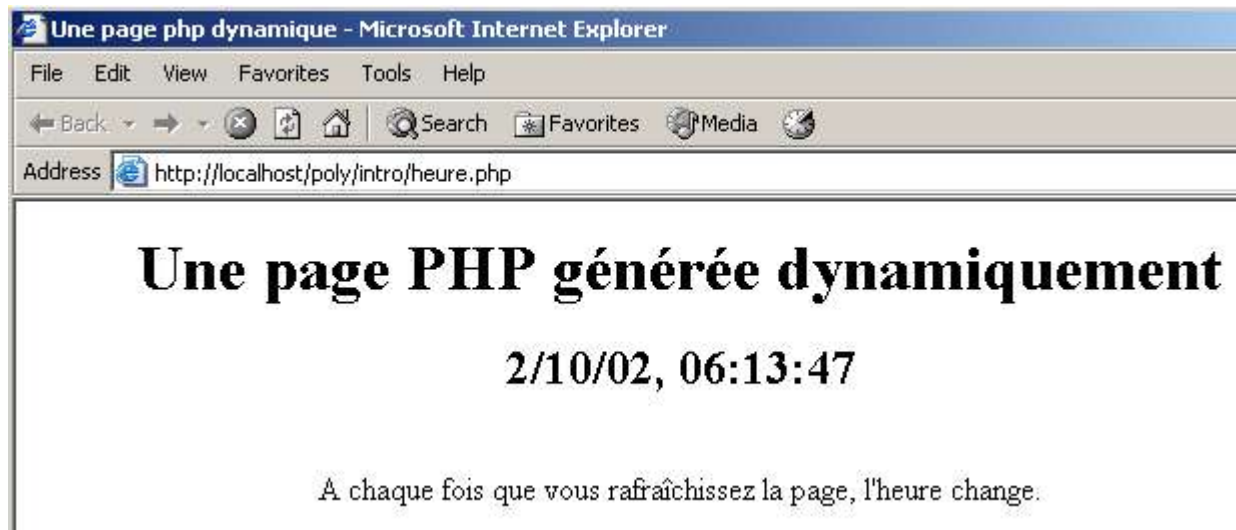 Une page php dynamique - Microsoft Internet Explorer
File Edit View Favorites Tools Help
Back Search Favorites Media
Address http://localhost/poly/intro/heure.php
Une page PHP générée dynamiquement
2/10/02, 06:13:47
A chaque fois que vous rafraîchissez la page, l'heure change.